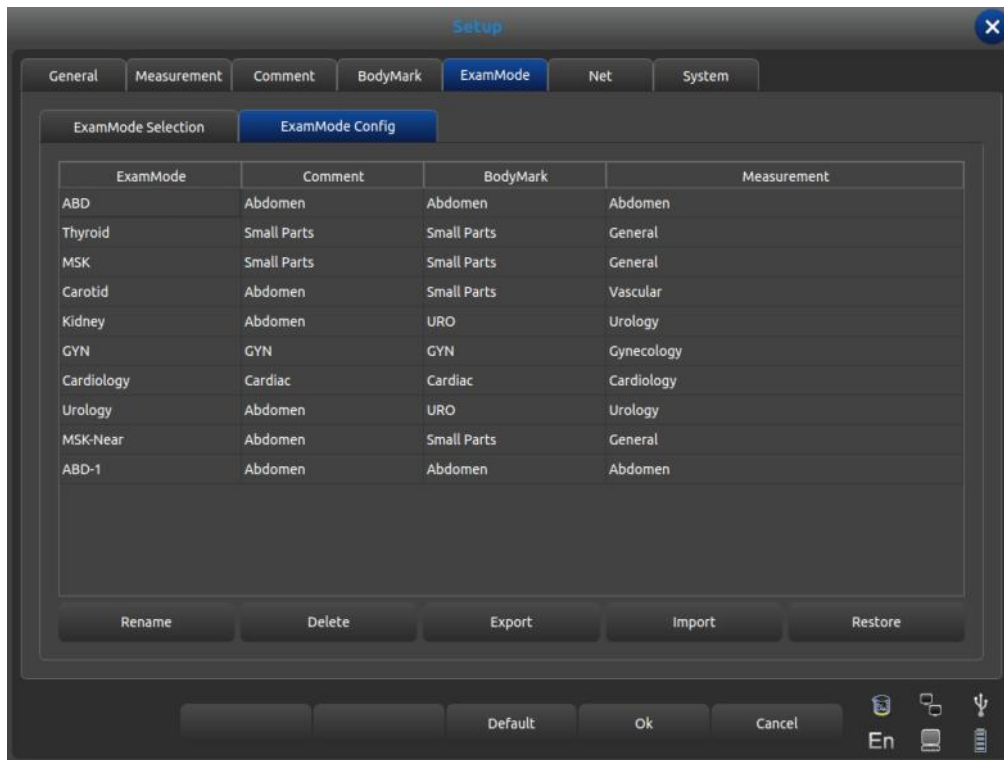 Setup
General Measurement Comment BodyMark ExamMode Net System
ExamMode Selection ExamMode Config
ExamMode Comment BodyMark Measurement
ABD Abdomen Abdomen Abdomen
Thyroid Small Parts Small Parts General
MSK Small Parts Small Parts General
Carotid Abdomen Small Parts Vascular
Kidney Abdomen URO Urology
GYN GYN GYN Gynecology
Cardiology Cardiac Cardiac Cardiology
Urology Abdomen URO Urology
MSK-Near Abdomen Small Parts General
ABD-1 Abdomen Abdomen Abdomen
Rename Delete Export Import Restore
Default Ok Cancel
En